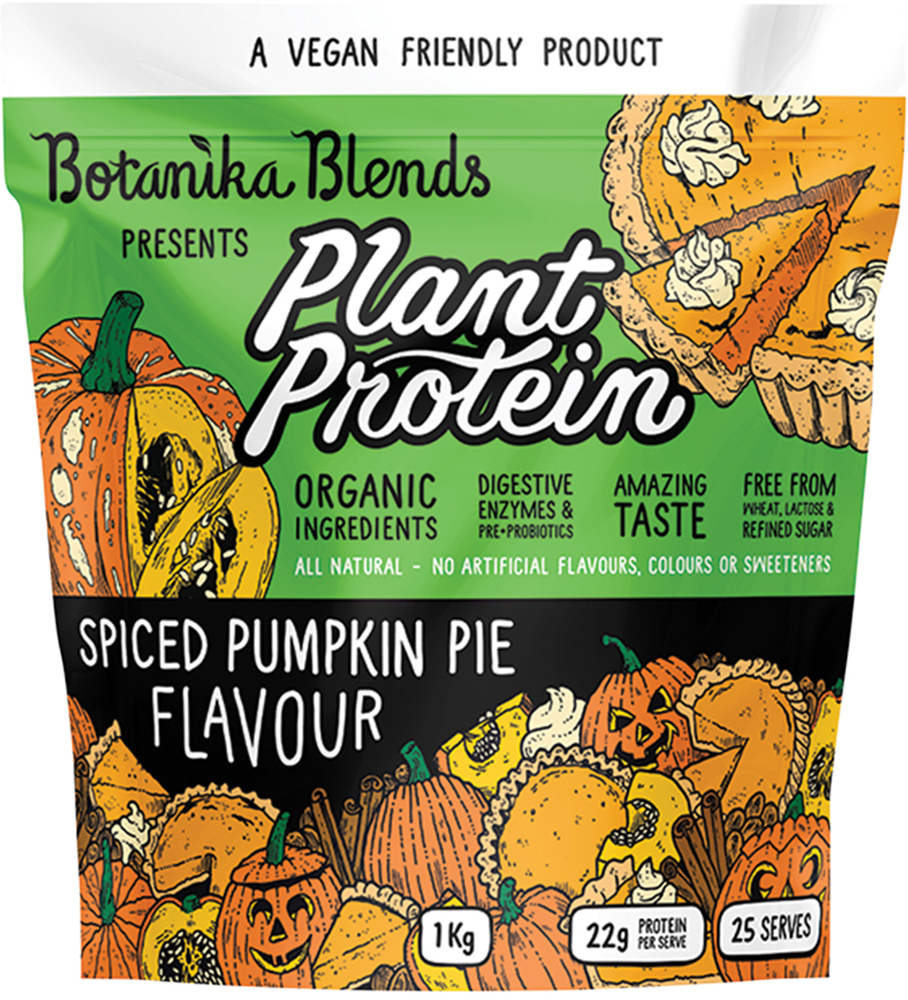 A VEGAN FRIENDLY PRODUCT
Botanika Blends
PRESENTS
Plant
Protein
ORGANIC
INGREDIENTS
DIGESTIVE
ENZYMES &
PRE+PROBIOTICS
AMAZING
TASTE
FREE FROM
WHEAT, LACTOSE &
REFINED SUGAR
ALL NATURAL - NO ARTIFICIAL FLAVOURS, COLOURS OR SWEETENERS
SPICED PUMPKIN PIE
FLAVOUR
1Kg
22g PROTEIN
PER SERVE
25 SERVES